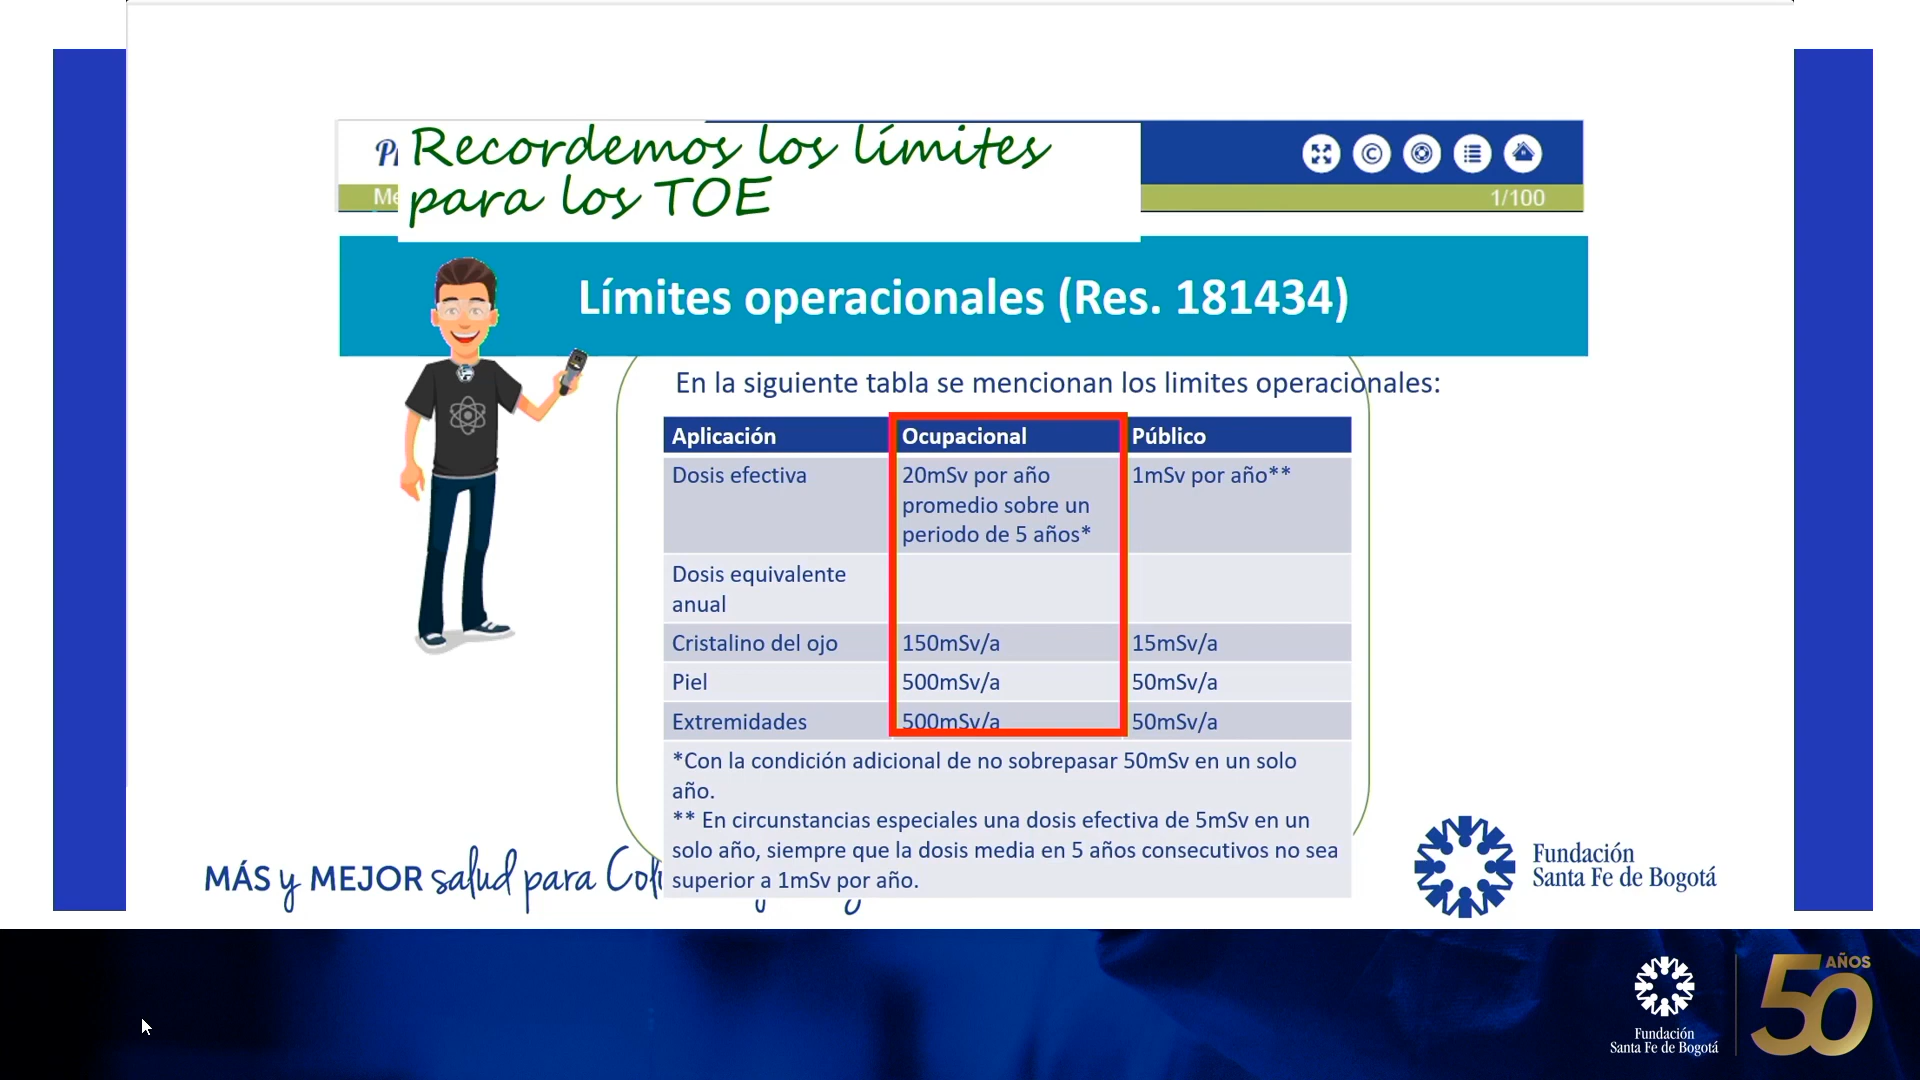 Recordemos los límites
para los TOE
1/100
Límites operacionales (Res. 181434)
En la siguiente tabla se mencionan los limites operacionales:
Aplicación Ocupacional Público
Dosis efectiva 20mSv por año 1mSv por año**
promedio sobre un
periodo de 5 años*
Dosis equivalente
anual
Cristalino del ojo 150mSv/a 15mSv/a
Piel 500mSv/a 50mSv/a
Extremidades 500mSv/a 50mSv/a
*Con la condición adicional de no sobrepasar 50mSv en un solo
año.
** En circunstancias especiales una dosis efectiva de 5mSv en un
solo año, siempre que la dosis media en 5 años consecutivos no sea
superior a 1mSv por año.
MÁS y MEJOR salud para
Fundación
Santa Fe de Bogotá
Fundación
Santa Fe de Bogotá
50 AÑOS